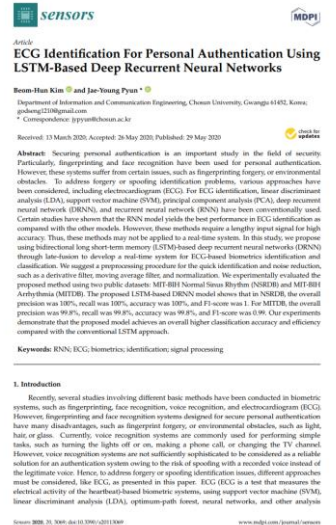 sensors
MDPI
Article
ECG Identification For Personal Authentication Using
LSTM-Based Deep Recurrent Neural Networks
Beom-Hun Kim and Jae-Young Pyun *
Department of Information and Communication Engineering, Chosun University, Gwangju 61452, Korea;
* Correspondence: jypyun@chosun.ac.kr
Received: 13 March 2020; Accepted: 26 May 2020; Published: 29 May 2020
check for
updates
Abstract: Securing personal authentication is an important study in the field of security.
Particularly, fingerprinting and face recognition have been used for personal authentication.
However, these systems suffer from certain issues, such as fingerprinting forgery, or environmental
obstacles. To address forgery or spoofing identification problems, various approaches have
been considered, including electrocardiogram (ECG). For ECG identification, linear discriminant
analysis (LDA), support vector machine (SVM), principal component analysis (PCA), deep recurrent
neural network (DRNN), and recurrent neural network (RNN) have been conventionally used.
Certain studies have shown that the RNN model yields the best performance in ECG identification as
compared with the other models. However, these methods require a lengthy input signal for high
accuracy. Thus, these methods may not be applied to a real-time system. In this study, we propose
using bidirectional long short-term memory (LSTM)-based deep recurrent neural networks (DRNN)
through late-fusion to develop a real-time system for ECG-based biometrics identification and
classification. We suggest a preprocessing procedure for the quick identification and noise reduction,
such as a derivative filter, moving average filter, and normalization. We experimentally evaluated the
proposed method using two public datasets: MIT-BIH Normal Sinus Rhythm (NSRDB) and MIT-BIH
Arrhythmia (MITDB). The proposed LSTM-based DRNN model shows that in NSRDB, the overall
precision was 100%, recall was 100%, accuracy was 100%, and F1-score was 1. For MITDB, the overall
precision was 99.8%, recall was 99.8%, accuracy was 99.8%, and F1-score was 0.99. Our experiments
demonstrate that the proposed model achieves an overall higher classification accuracy and efficiency
compared with the conventional LSTM approach.
Keywords: RNN; ECG; biometrics; identification; signal processing
1. Introduction
Recently, several studies involving different basic methods have been conducted in biometric
systems, such as fingerprinting, face recognition, voice recognition, and electrocardiogram (ECG).
However, fingerprinting and face recognition systems designed for secure personal authentication
have many disadvantages, such as fingerprint forgery, or environmental obstacles, such as light,
hair, or glass. Currently, voice recognition systems are commonly used for performing simple
tasks, such as turning the lights off or on, making a phone call, or changing the TV channel.
However, voice recognition systems are not sufficiently sophisticated to be considered as a reliable
solution for an authentication system owing to the risk of spoofing with a recorded voice instead of
the legitimate voice. Hence, to address forgery or spoofing identification issues, different approaches
must be considered, like ECG, as presented in this paper. ECG (ECG is a test that measures the
electrical activity of the heartbeat)-based biometric systems, using support vector machine (SVM),
linear discriminant analysis (LDA), optimum-path forest, neural networks, and other analysis
Sensors 2020, 20, 3069; doi:10.3390/s20113069
www.mdpi.com/journal/sensors